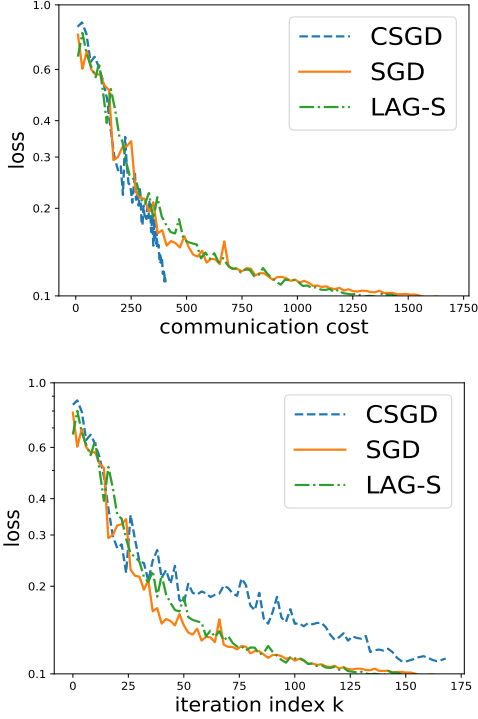 1.0
0.6
0.4
0.3
0.2
0.1
loss
CSGD
SGD
LAG-S
0 250 500 750 1000 1250 1500 1750
communication cost
1.0
0.6
0.4
0.3
0.2
0.1
loss
CSGD
SGD
LAG-S
0 25 50 75 100 125 150 175
iteration index k